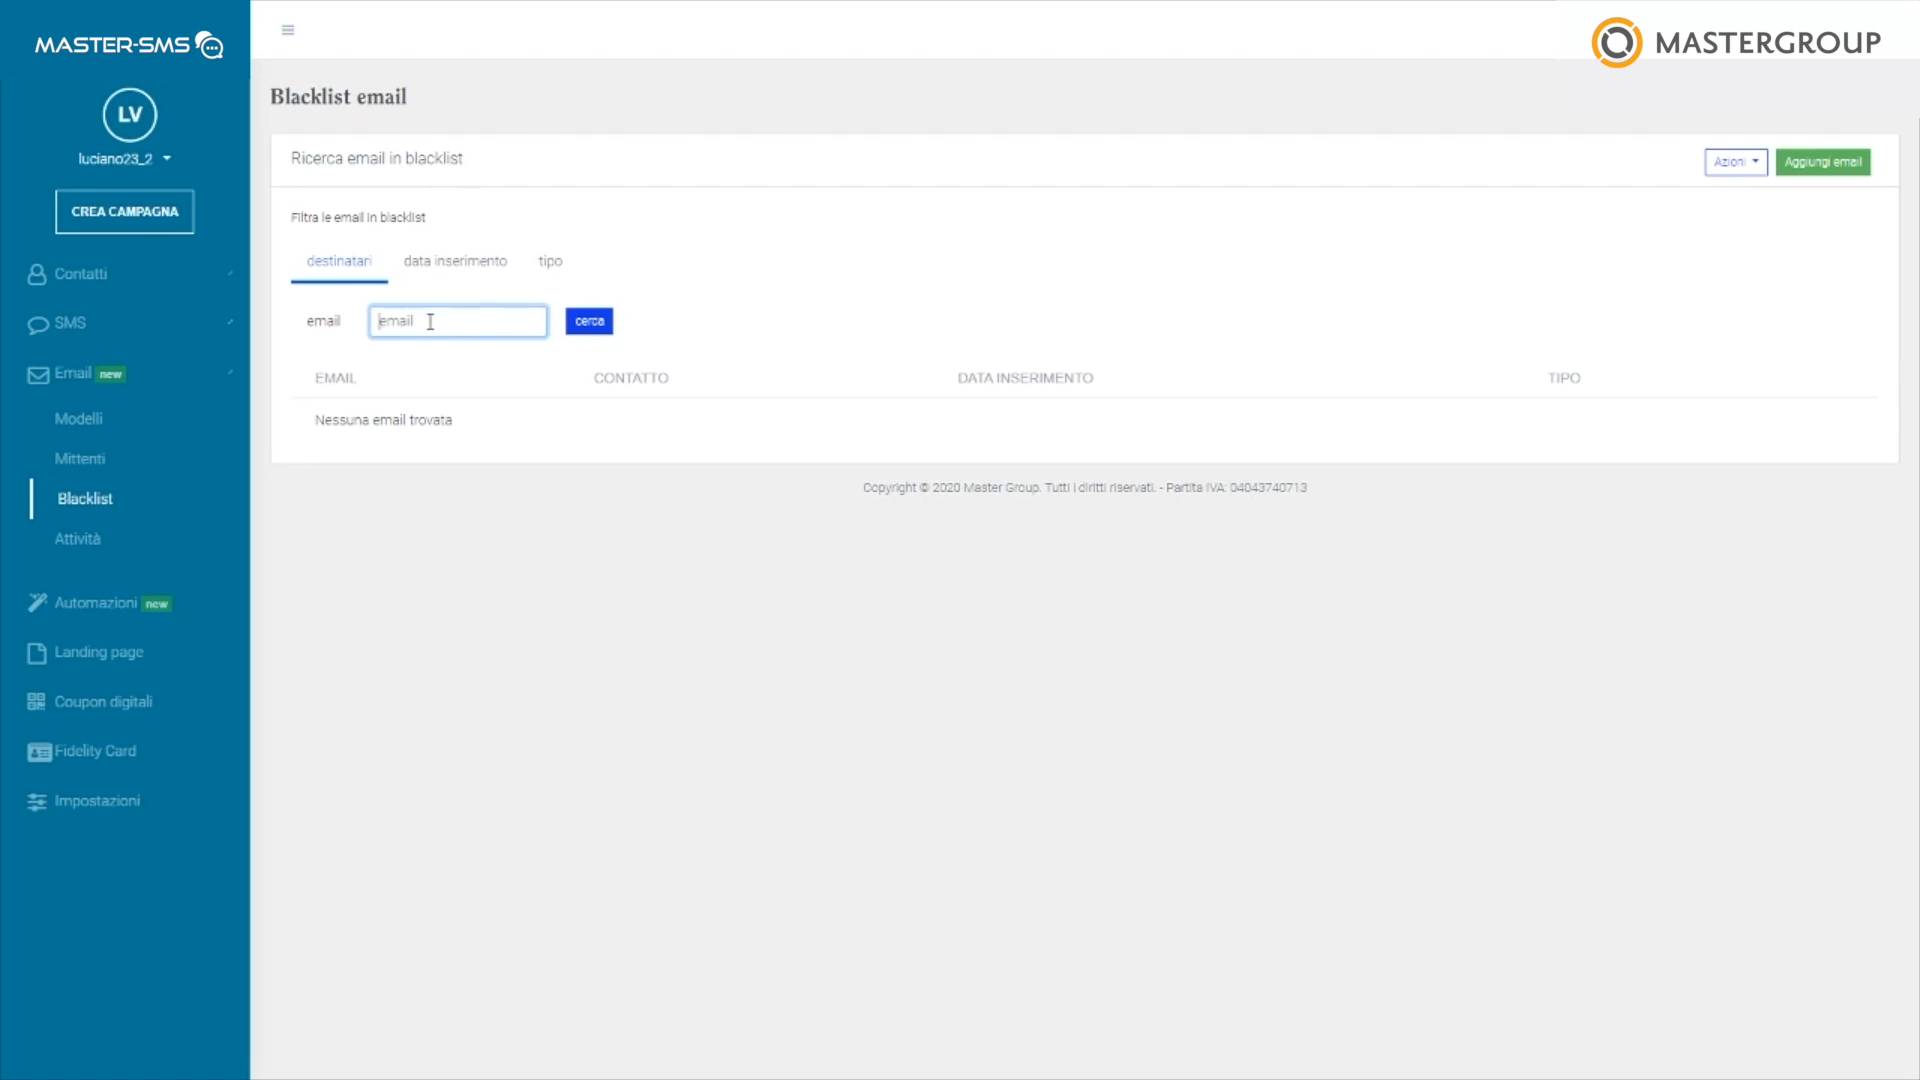 MASTER-SMS
MASTERGROUP
LV
luciano23_2
CREA CAMPAGNA
Contatti
SMS
Email new
Modelli
Mittenti
Blacklist
Attività
Automazioni new
Landing page
Coupon digitali
Fidelity Card
Impostazioni
Blacklist email
Ricerca email in blacklist
Azioni
Aggiungi email
Filtra le email in blacklist
destinatari data inserimento tipo
email email cerca
EMAIL CONTATTO DATA INSERIMENTO TIPO
Nessuna email trovata
Copyright © 2020 Master Group. Tutti i diritti riservati. - Partita IVA: 04043740713